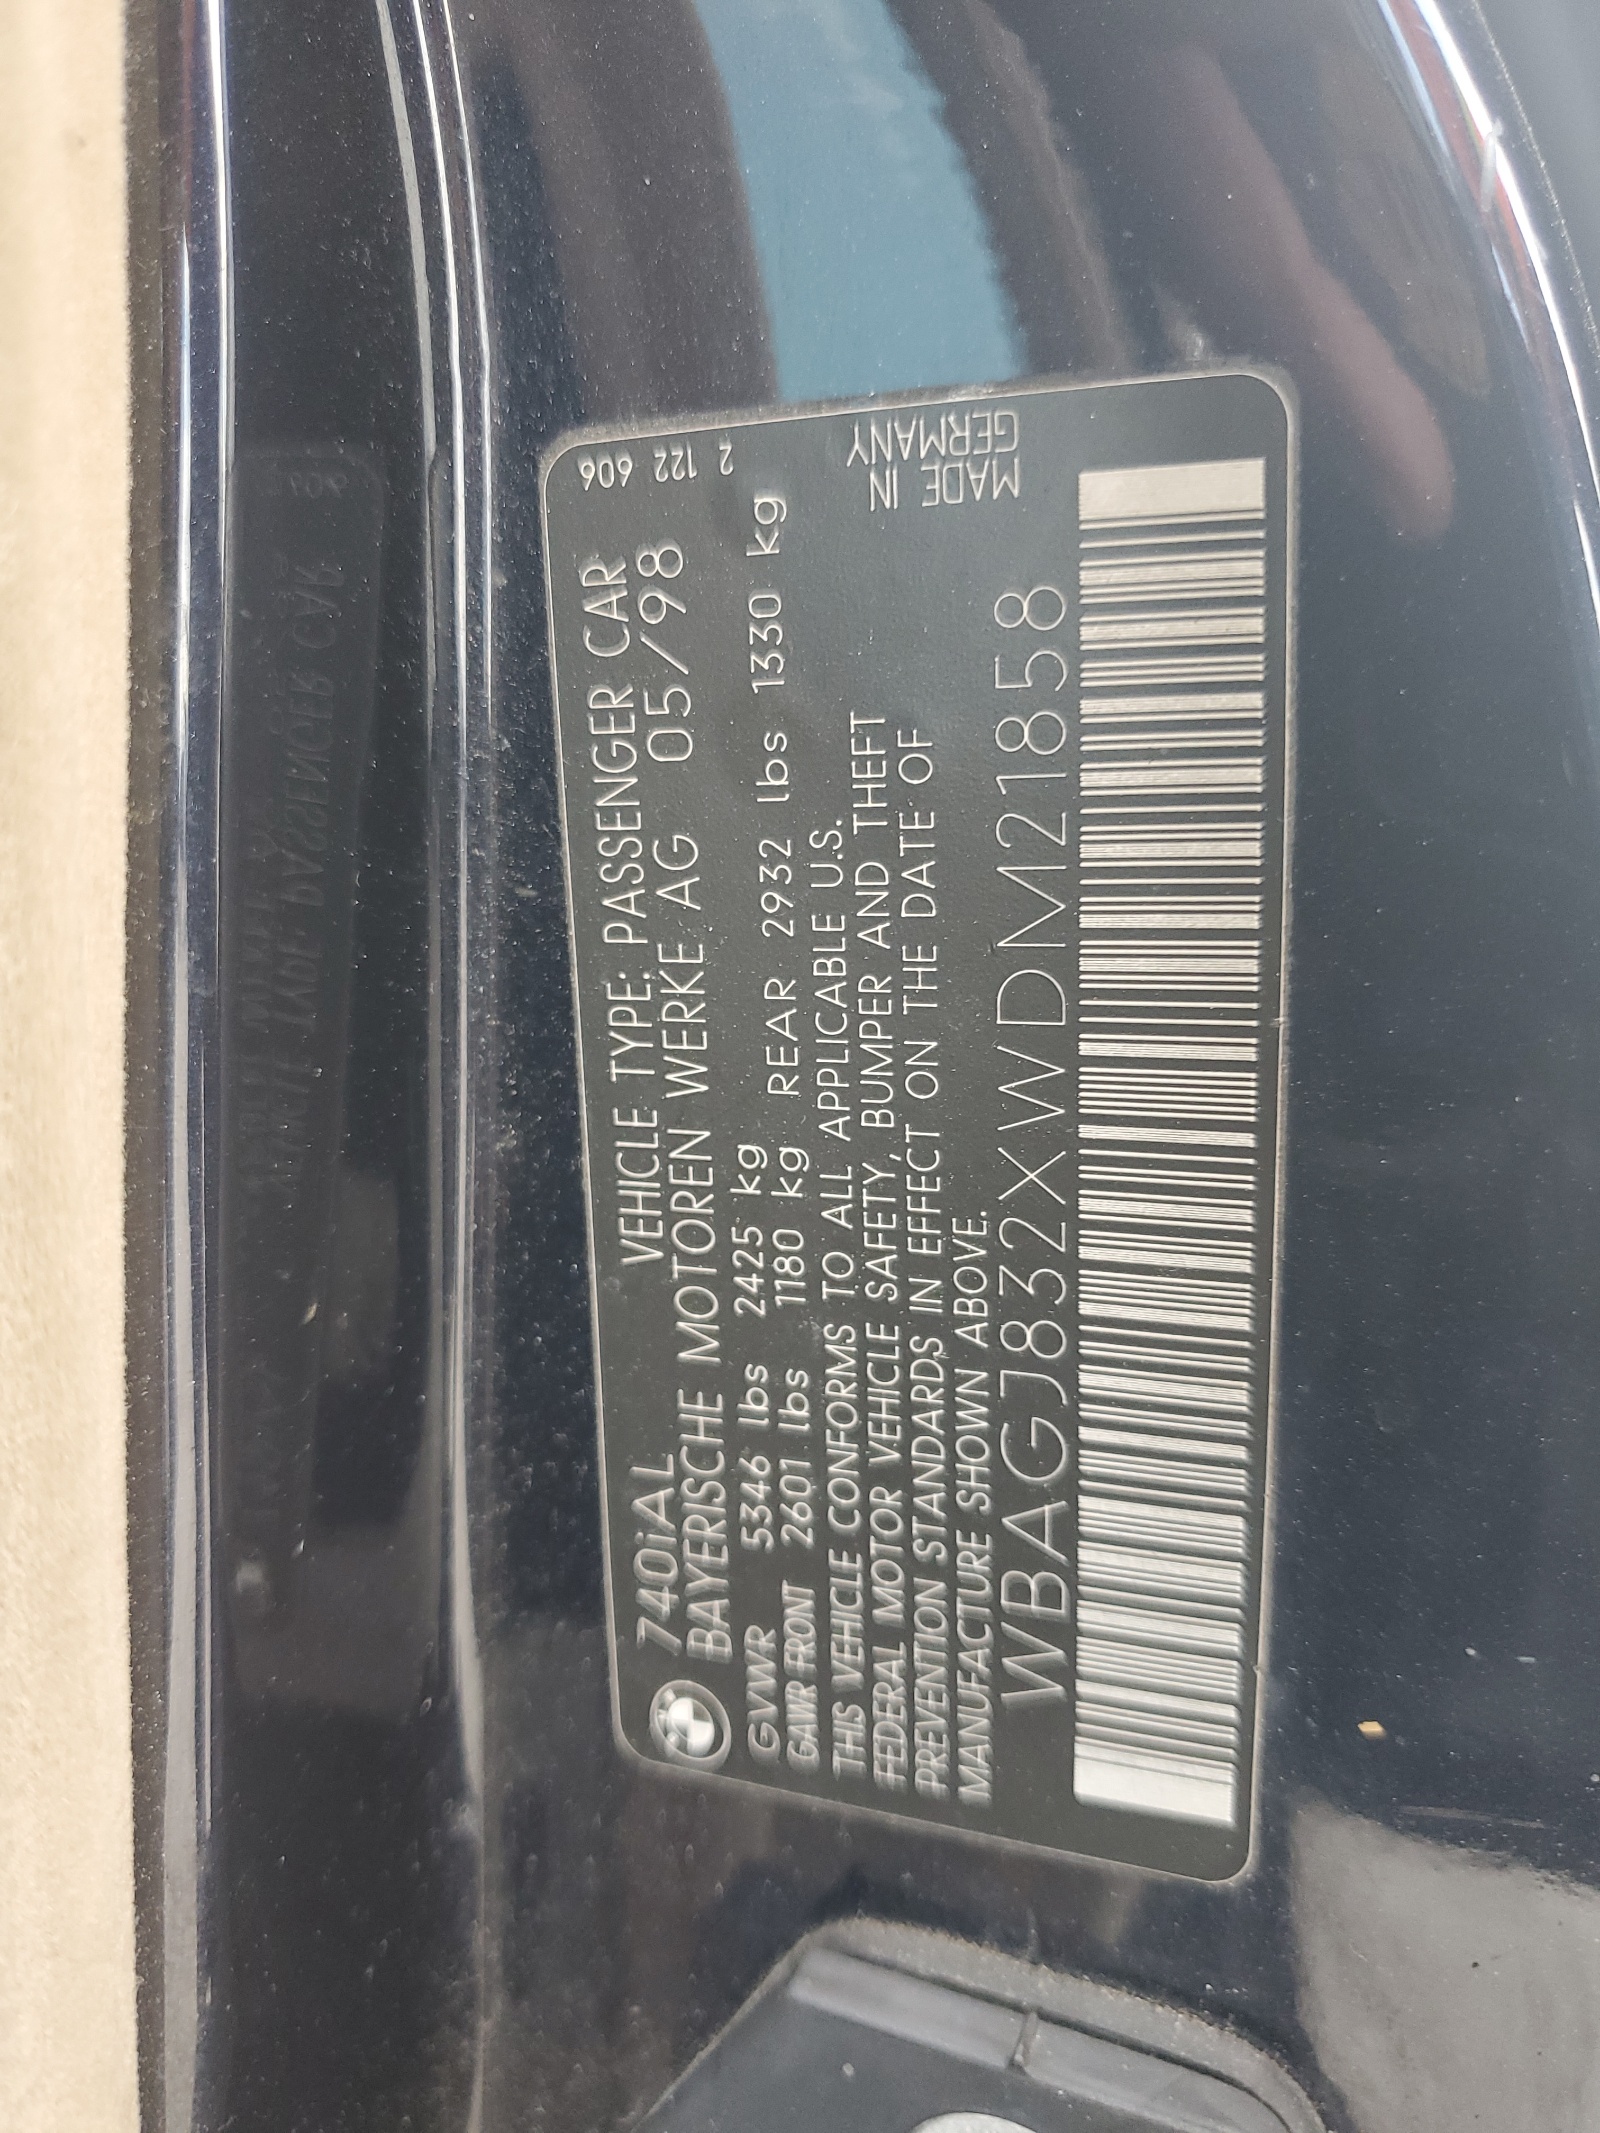 740iAL VEHICLE TYPE: PASSENGER CAR
BAYERISCHE MOTOREN WERKE AG 05/98
GVWR 5346 lbs 2425 kg
GAWR FRONT 2601 lbs 1180 kg REAR 2932 lbs 1330 kg
THIS VEHICLE CONFORMS TO ALL APPLICABLE U.S.
FEDERAL MOTOR VEHICLE SAFETY, BUMPER AND THEFT
PREVENTION STANDARDS IN EFFECT ON THE DATE OF
MANUFACTURE SHOWN ABOVE.
WBAGJ832XWDM21858
2 122 606
MADE IN
GERMANY